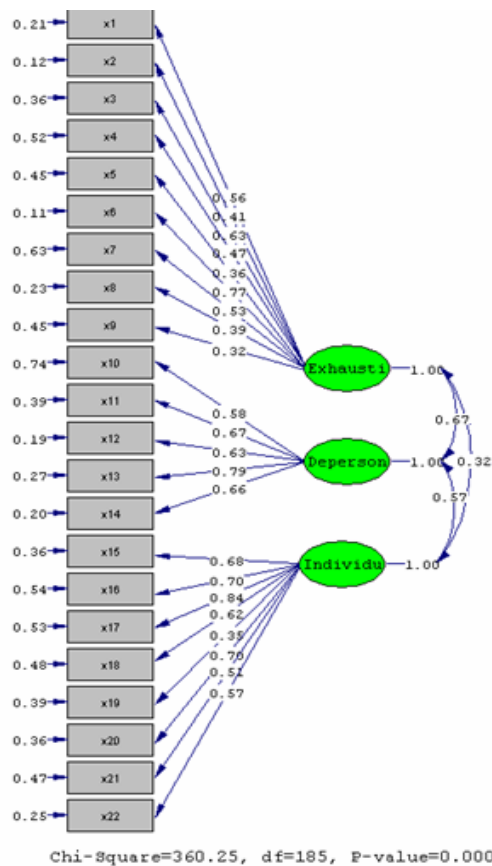 0.21 x1
0.12 x2
0.36 x3
0.52 x4
0.45 x5
0.11 x6
0.56
0.41
0.63
0.47
0.36
0.77
0.53
0.39
0.32
0.63 x7
0.23 x8
0.45 x9
0.74 x10
Exhausti 1.00
0.39 x11
0.19 x12
0.27 x13
0.20 x14
0.58
0.67
0.63
0.79
0.66
Deperson 1.00
0.67
0.32
0.57
0.36 x15
0.54 x16
0.53 x17
0.48 x18
0.39 x19
0.36 x20
0.47 x21
0.25 x22
0.68
0.70
0.84
0.62
0.35
0.70
0.51
0.57
Individu 1.00
Chi-Square=360.25, df=185, P-value=0.000